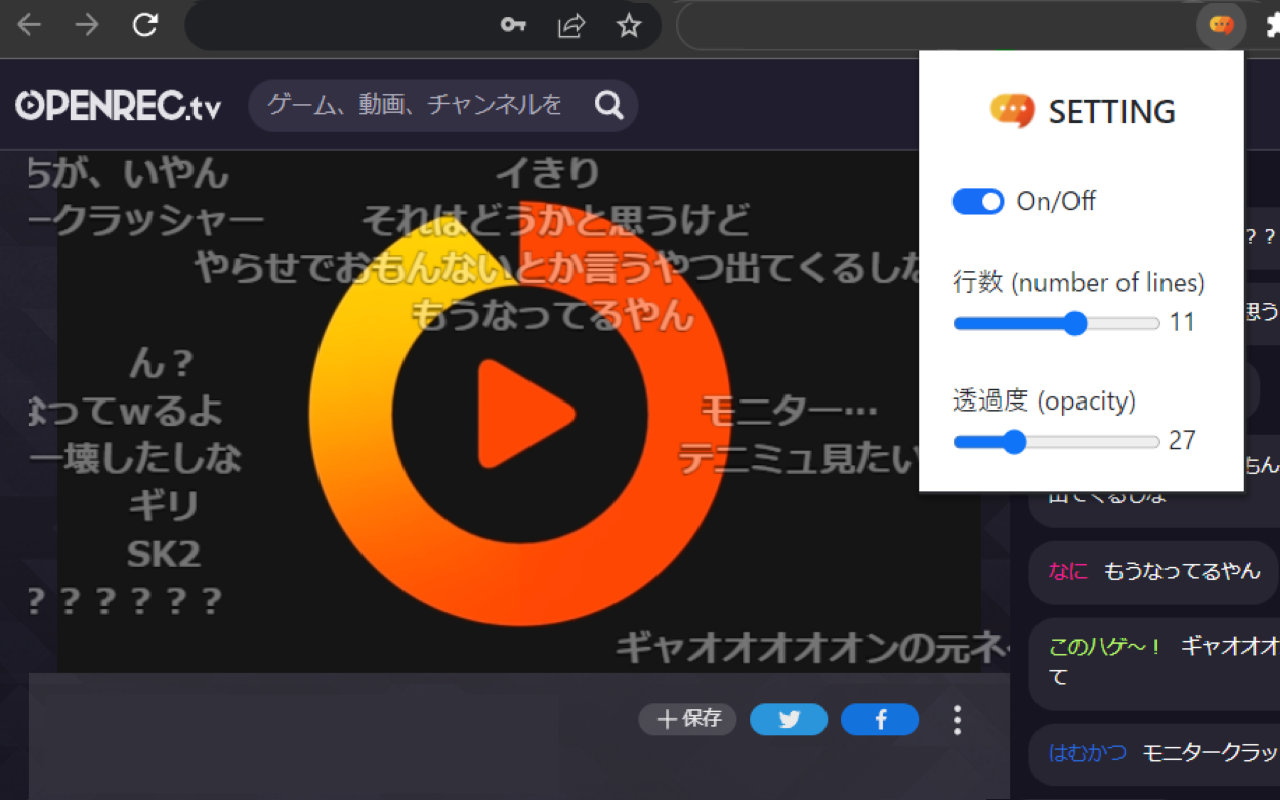 OPENREC.tv
ゲーム、動画、チャンネルを
SETTING
On/Off
行数 (number of lines)
11
透過度 (opacity)
27
らが、いやん
イきり
ークラッシャー
それはどうかと思うけど
やらせでおもんないとか言うやつ出てくるしな
もうなってるやん
ん？
なってwるよ
モニター…
一壊したしな
テニミュ見たい
ギリ
SK2
？？？？？？
ギャオオオオオンの元ネ
＋保存
？？
思う
もん
出てくるしな
なに もうなってるやん
このハゲ〜！ ギャオオオ
て
はむかつ モニタークラッ